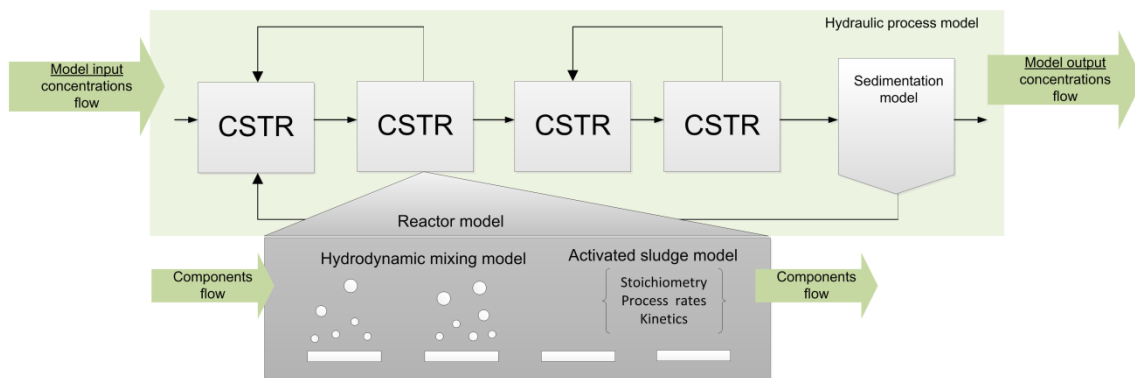 Hydraulic process model
Model input
concentrations
flow
CSTR
CSTR
CSTR
CSTR
Sedimentation
model
Model output
concentrations
flow
Reactor model
Hydrodynamic mixing model
Activated sludge model
Components
flow
Stoichiometry
Process rates
Kinetics
Components
flow